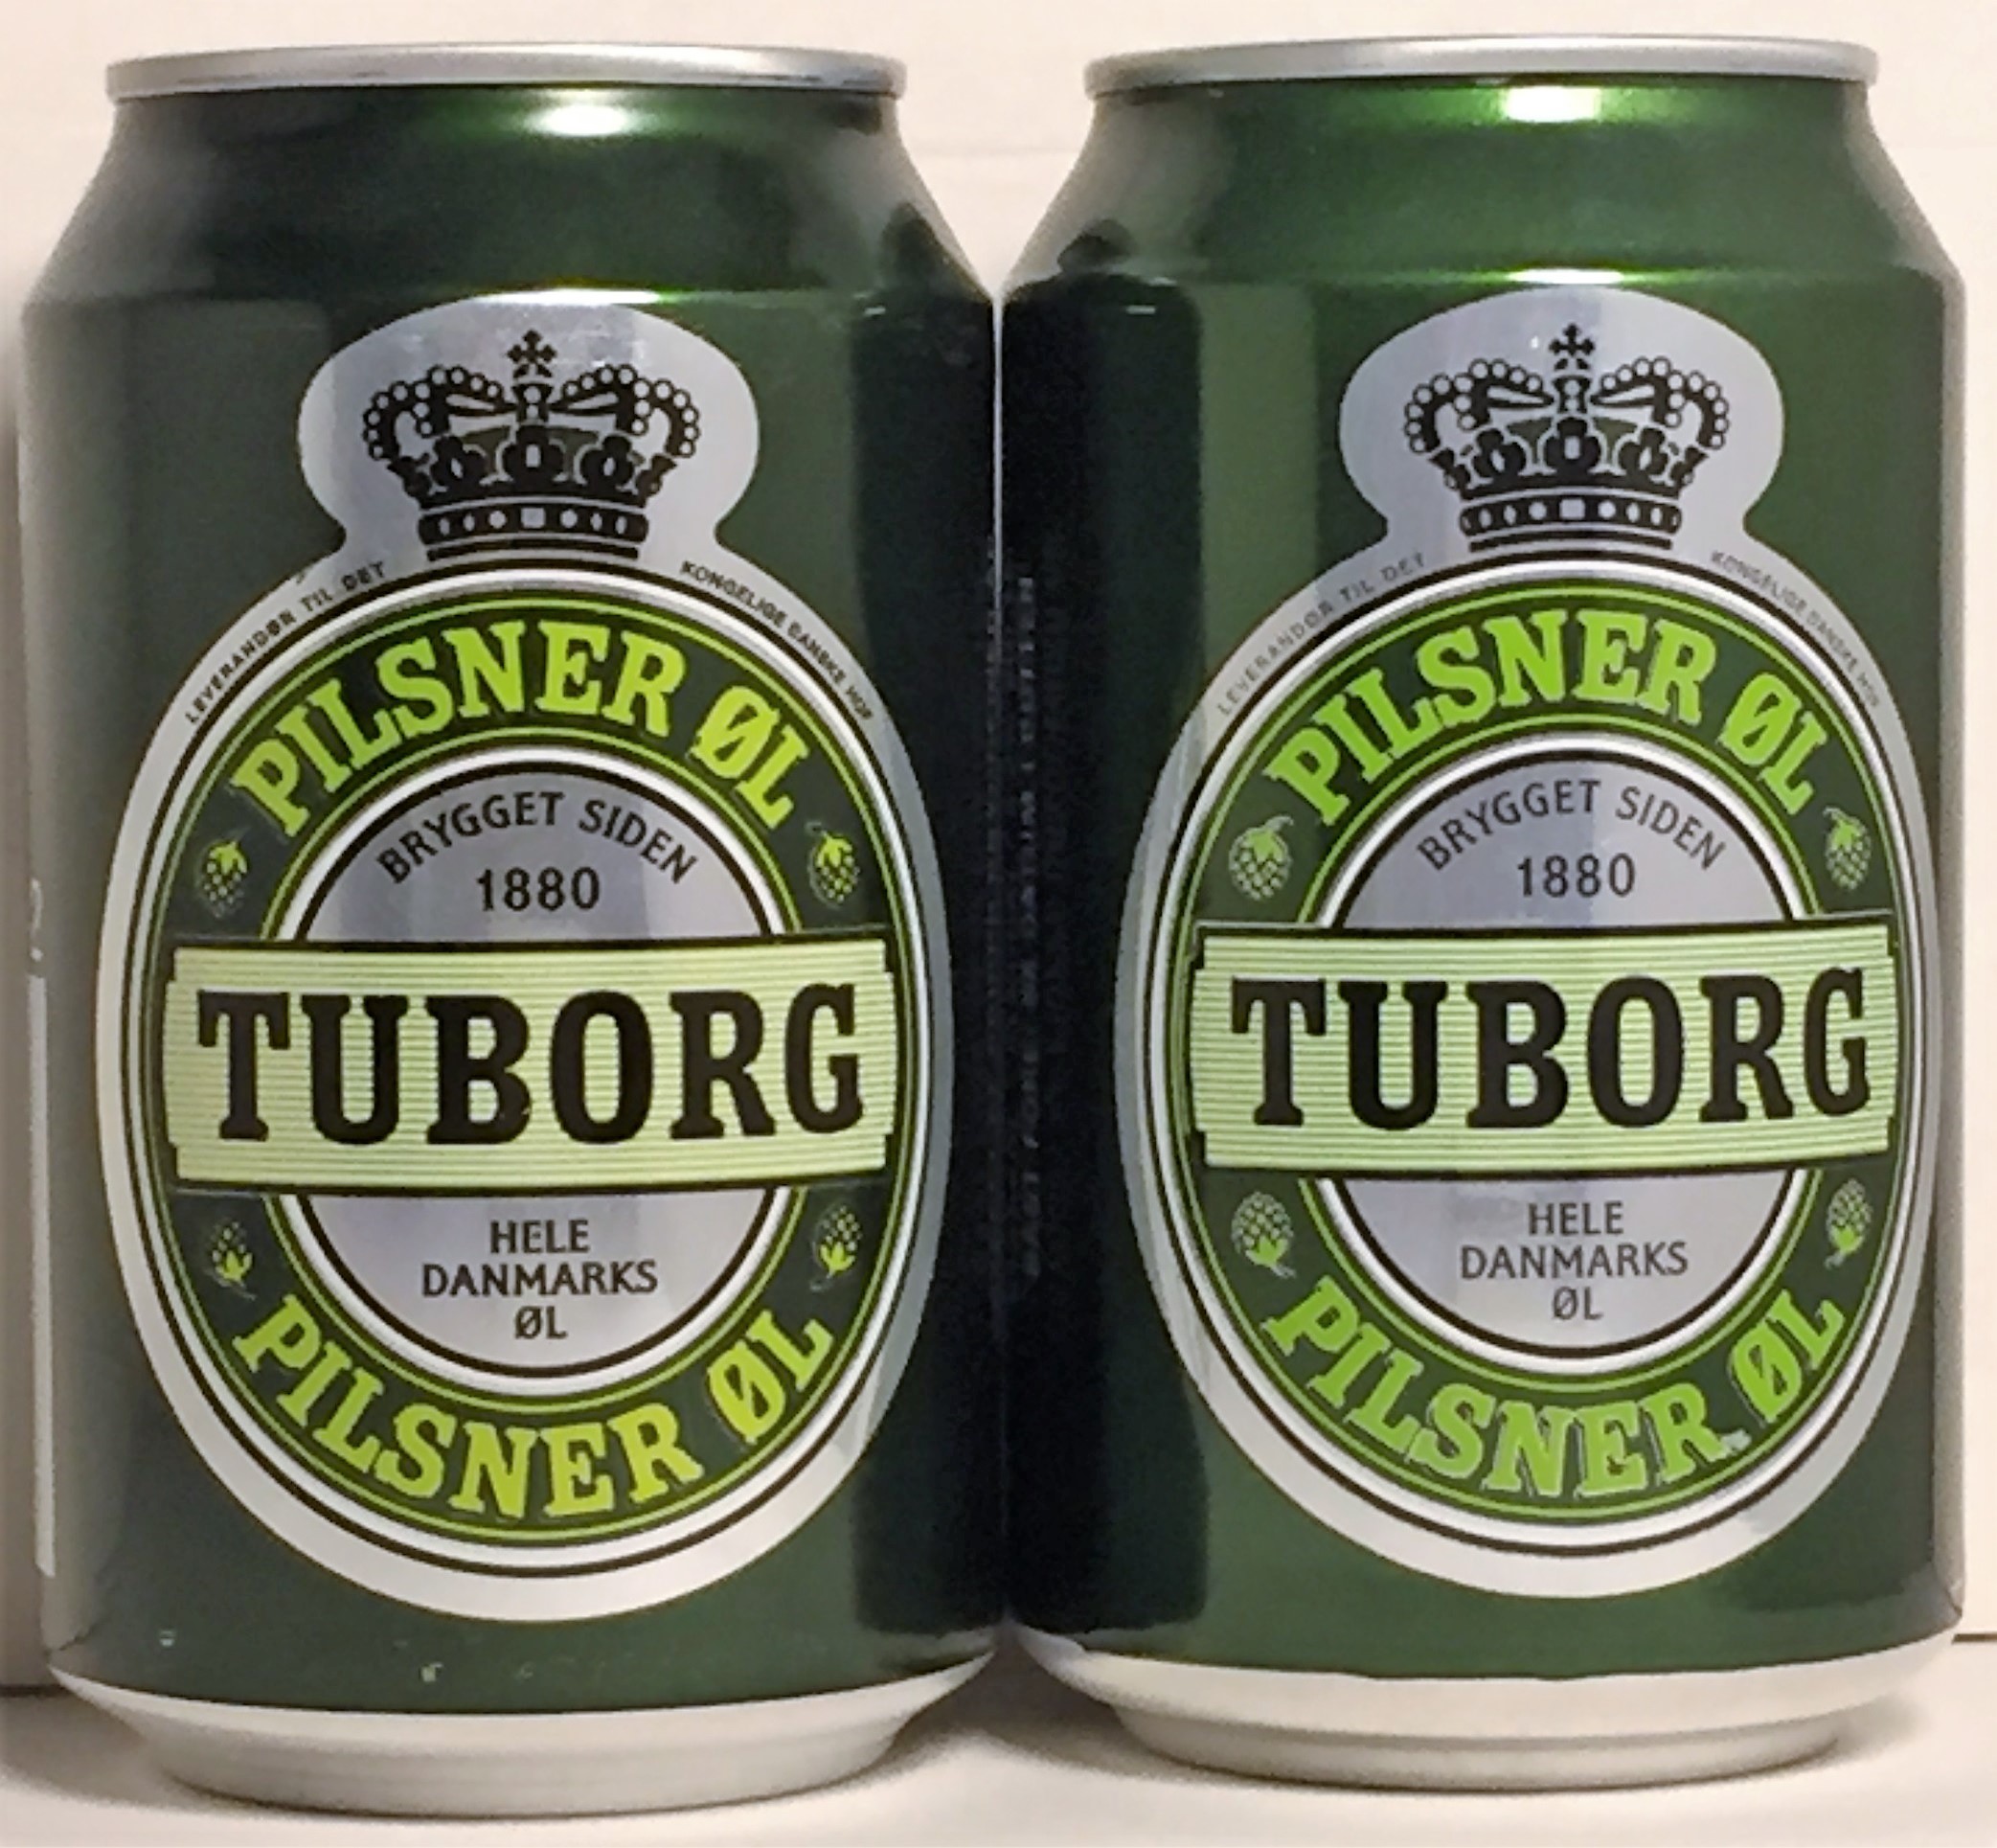 LEVERANDØR TIL DET KONGELIGE DANSKE HOF
PILSNER ØL
BRYGGET SIDEN
1880
TUBORG
HELE
DANMARKS
ØL
PILSNER ØL
LEVERANDØR TIL DET KONGELIGE DANSKE HOF
PILSNER ØL
BRYGGET SIDEN
1880
TUBORG
HELE
DANMARKS
ØL
PILSNER ØL